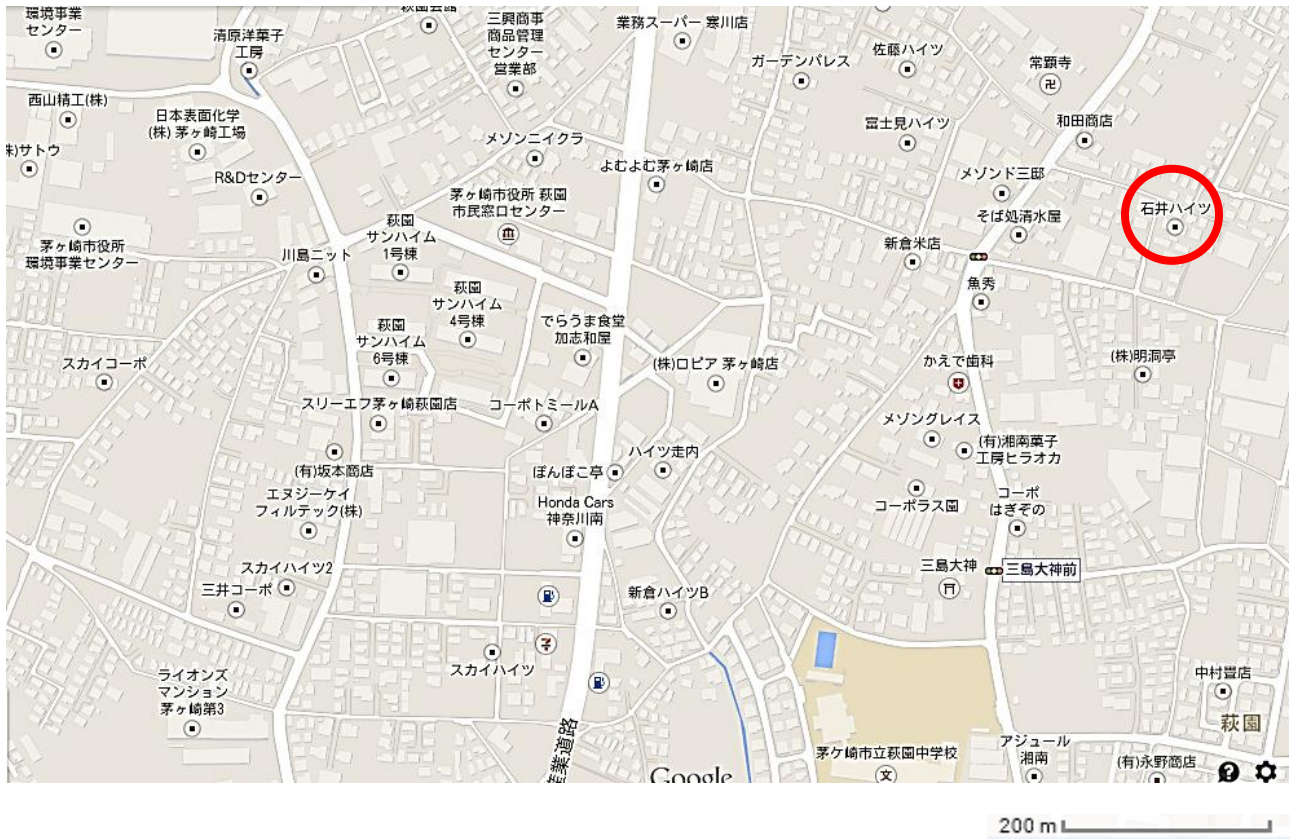 環境事業
センター
清原洋菓子
工房
三興商事
商品管理
センター
営業部
業務スーパー 寒川店
ガーデンパレス
佐藤ハイツ
常顕寺
卍
西山精工(株)
日本表面化学
(株) 茅ヶ崎工場
メゾンニイクラ
富士見ハイツ
和田商店
株)サトウ
R&Dセンター
よむよむ茅ヶ崎店
メゾンド三邸
茅ヶ崎市役所 萩園
市民窓口センター
石井ハイツ
そば処清水屋
萩園
サンハイム
1号棟
茅ヶ崎市役所
環境事業センター
川島ニット
新倉米店
魚秀
萩園
サンハイム
4号棟
でらうま食堂
加志和屋
萩園
サンハイム
6号棟
スカイコーポ
(株)ロピア 茅ヶ崎店
かえで歯科
(株)明洞亭
スリーエフ茅ヶ崎萩園店
コーポトミールA
メゾングレイス
(有)湘南菓子
工房ヒラオカ
(有)坂本商店
ぽんぽこ亭
ハイツ走内
エヌジーケイ
フィルテック(株)
Honda Cars
神奈川南
コーポラス園
コーポ
はぎぞの
スカイハイツ2
三井コーポ
新倉ハイツB
三島大神
三島大神前
スカイハイツ
ライオンズ
マンション
茅ヶ崎第3
中村畳店
萩園
産業道路
茅ケ崎市立萩園中学校
文
アジュール
湘南
(有)永野商店
Google
200 m